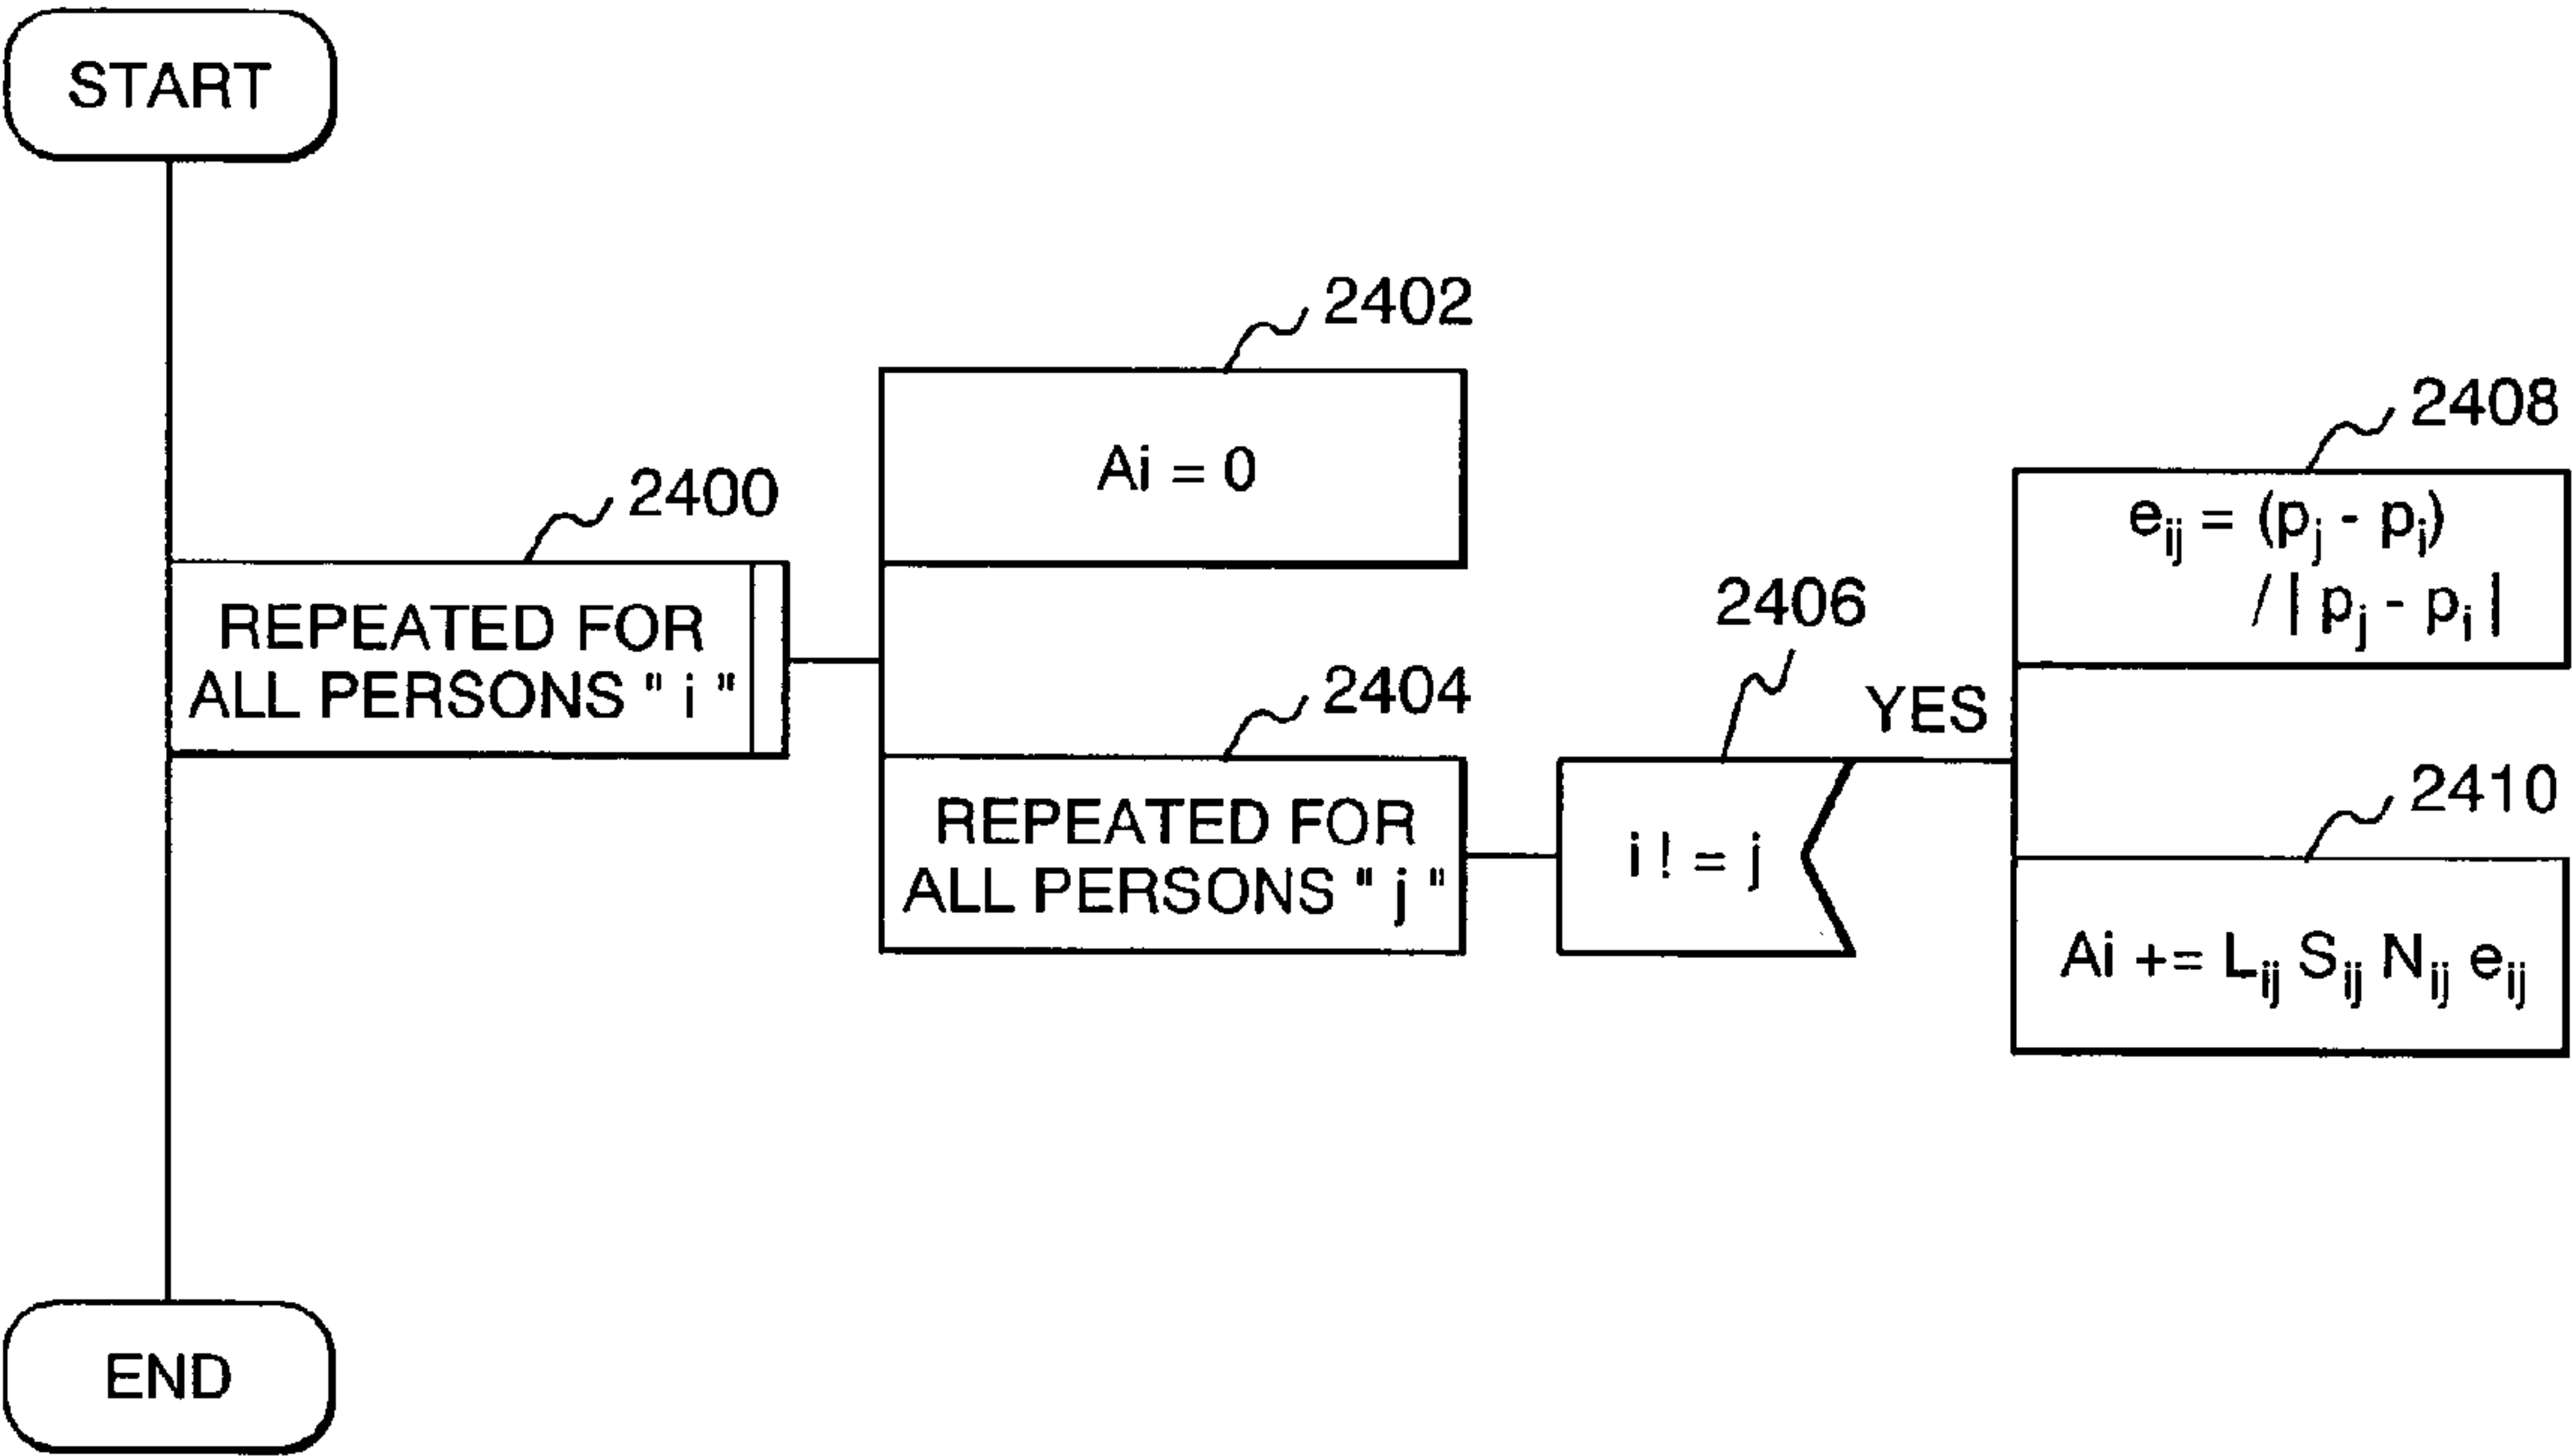 START
2402
Ai = 0
2400
REPEATED FOR
ALL PERSONS " i "
2404
REPEATED FOR
ALL PERSONS " j "
2406
i ! = j
YES
2408
e_ij = (p_j - p_i)
/ | p_j - p_i |
2410
Ai += L_ij S_ij N_ij e_ij
END